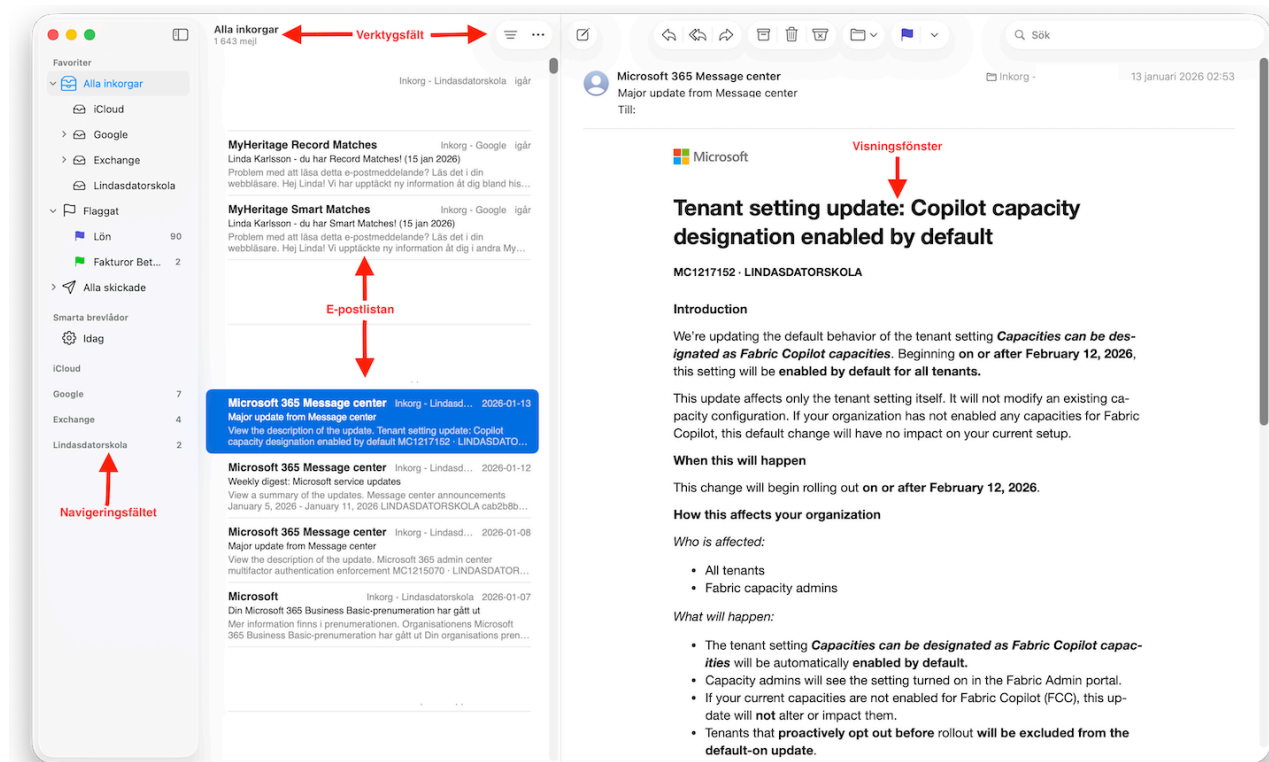 Alla inkorgar
1 643 mejl
Verktygsfält
Sök
Favoriter
Alla inkorgar
iCloud
Google
Exchange
Lindasdatorskola
Flaggat
Lön 90
Fakturor Bet... 2
Alla skickade
Smarta brevlådor
Idag
iCloud
Google 7
Exchange 4
Lindasdatorskola 2
Navigeringsfältet
Inkorg - Lindasdatorskola igår
MyHeritage Record Matches Inkorg - Google igår
Linda Karlsson - du har Record Matches! (15 jan 2026)
Problem med att läsa detta e-postmeddelande? Läs det i din
webbläsare. Hej Linda! Vi har upptäckt ny information åt dig bland his...
MyHeritage Smart Matches Inkorg - Google igår
Linda Karlsson - du har Smart Matches! (15 jan 2026)
Problem med att läsa detta e-postmeddelande? Läs det i din
webbläsare. Hej Linda! Vi upptäckte ny information åt dig i andra My...
E-postlistan
Microsoft 365 Message center Inkorg - Lindasd... 2026-01-13
Major update from Message center
View the description of the update. Tenant setting update: Copilot
capacity designation enabled by default MC1217152 · LINDASDATO...
Microsoft 365 Message center Inkorg - Lindasd... 2026-01-12
Weekly digest: Microsoft service updates
View a summary of the updates. Message center announcements
January 5, 2026 - January 11, 2026 LINDASDATORSKOLA cab2b8b...
Microsoft 365 Message center Inkorg - Lindasd... 2026-01-08
Major update from Message center
View the description of the update. Microsoft 365 admin center
multifactor authentication enforcement MC1215070 · LINDASDATOR...
Microsoft Inkorg - Lindasdatorskola 2026-01-07
Din Microsoft 365 Business Basic-prenumeration har gått ut
Mer information finns i prenumerationen. Organisationens Microsoft
365 Business Basic-prenumeration har gått ut Din organisations pren...
Microsoft 365 Message center Inkorg - 13 januari 2026 02:53
Major update from Message center
Till:
Microsoft
Visningsfönster
Tenant setting update: Copilot capacity
designation enabled by default
MC1217152 · LINDASDATORSKOLA
Introduction
We're updating the default behavior of the tenant setting Capacities can be des-
ignated as Fabric Copilot capacities. Beginning on or after February 12, 2026,
this setting will be enabled by default for all tenants.
This update affects only the tenant setting itself. It will not modify an existing ca-
pacity configuration. If your organization has not enabled any capacities for Fabric
Copilot, this default change will have no impact on your current setup.
When this will happen
This change will begin rolling out on or after February 12, 2026.
How this affects your organization
Who is affected:
• All tenants
• Fabric capacity admins
What will happen:
• The tenant setting Capacities can be designated as Fabric Copilot capac-
ities will be automatically enabled by default.
• Capacity admins will see the setting turned on in the Fabric Admin portal.
• If your current capacities are not enabled for Fabric Copilot (FCC), this up-
date will not alter or impact them.
• Tenants that proactively opt out before rollout will be excluded from the
default-on update.